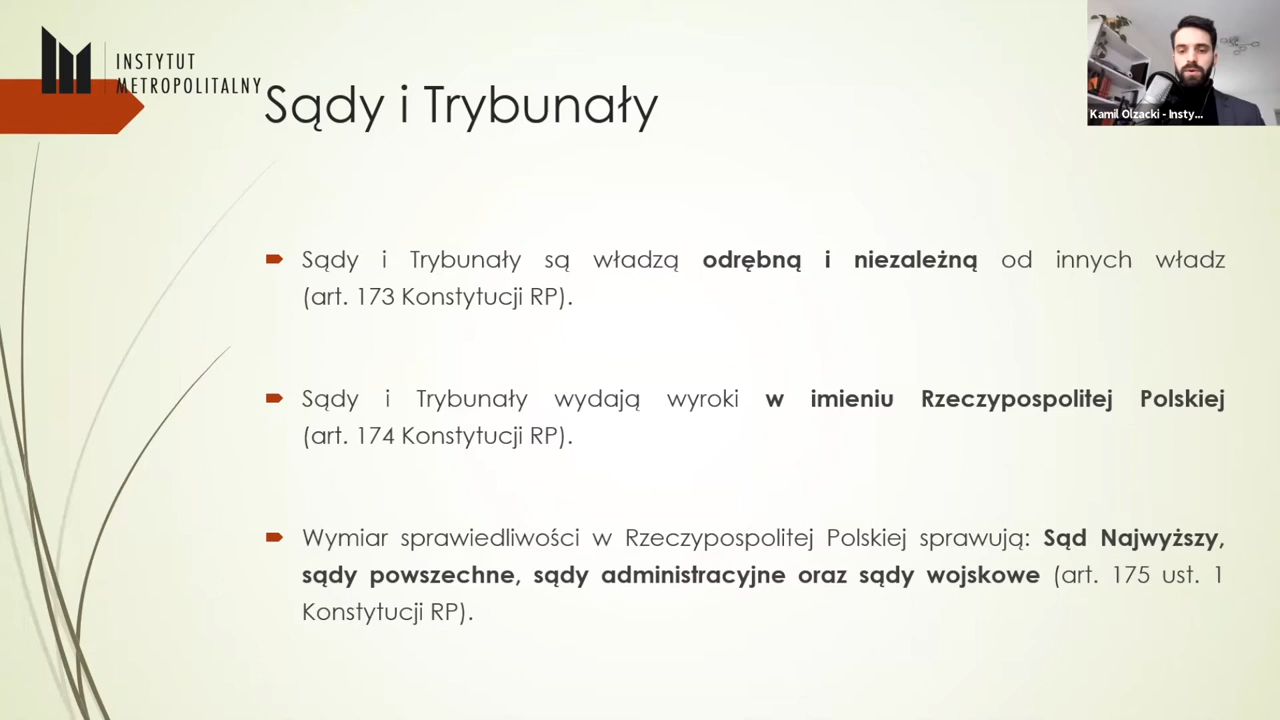 INSTYTUT
METROPOLITALNY
Sądy i Trybunały
Kamil Olzacki - Insty...
Sądy i Trybunały są władzą odrębną i niezależną od innych władz
(art. 173 Konstytucji RP).
Sądy i Trybunały wydają wyroki w imieniu Rzeczypospolitej Polskiej
(art. 174 Konstytucji RP).
Wymiar sprawiedliwości w Rzeczypospolitej Polskiej sprawują: Sąd Najwyższy,
sądy powszechne, sądy administracyjne oraz sądy wojskowe (art. 175 ust. 1
Konstytucji RP).